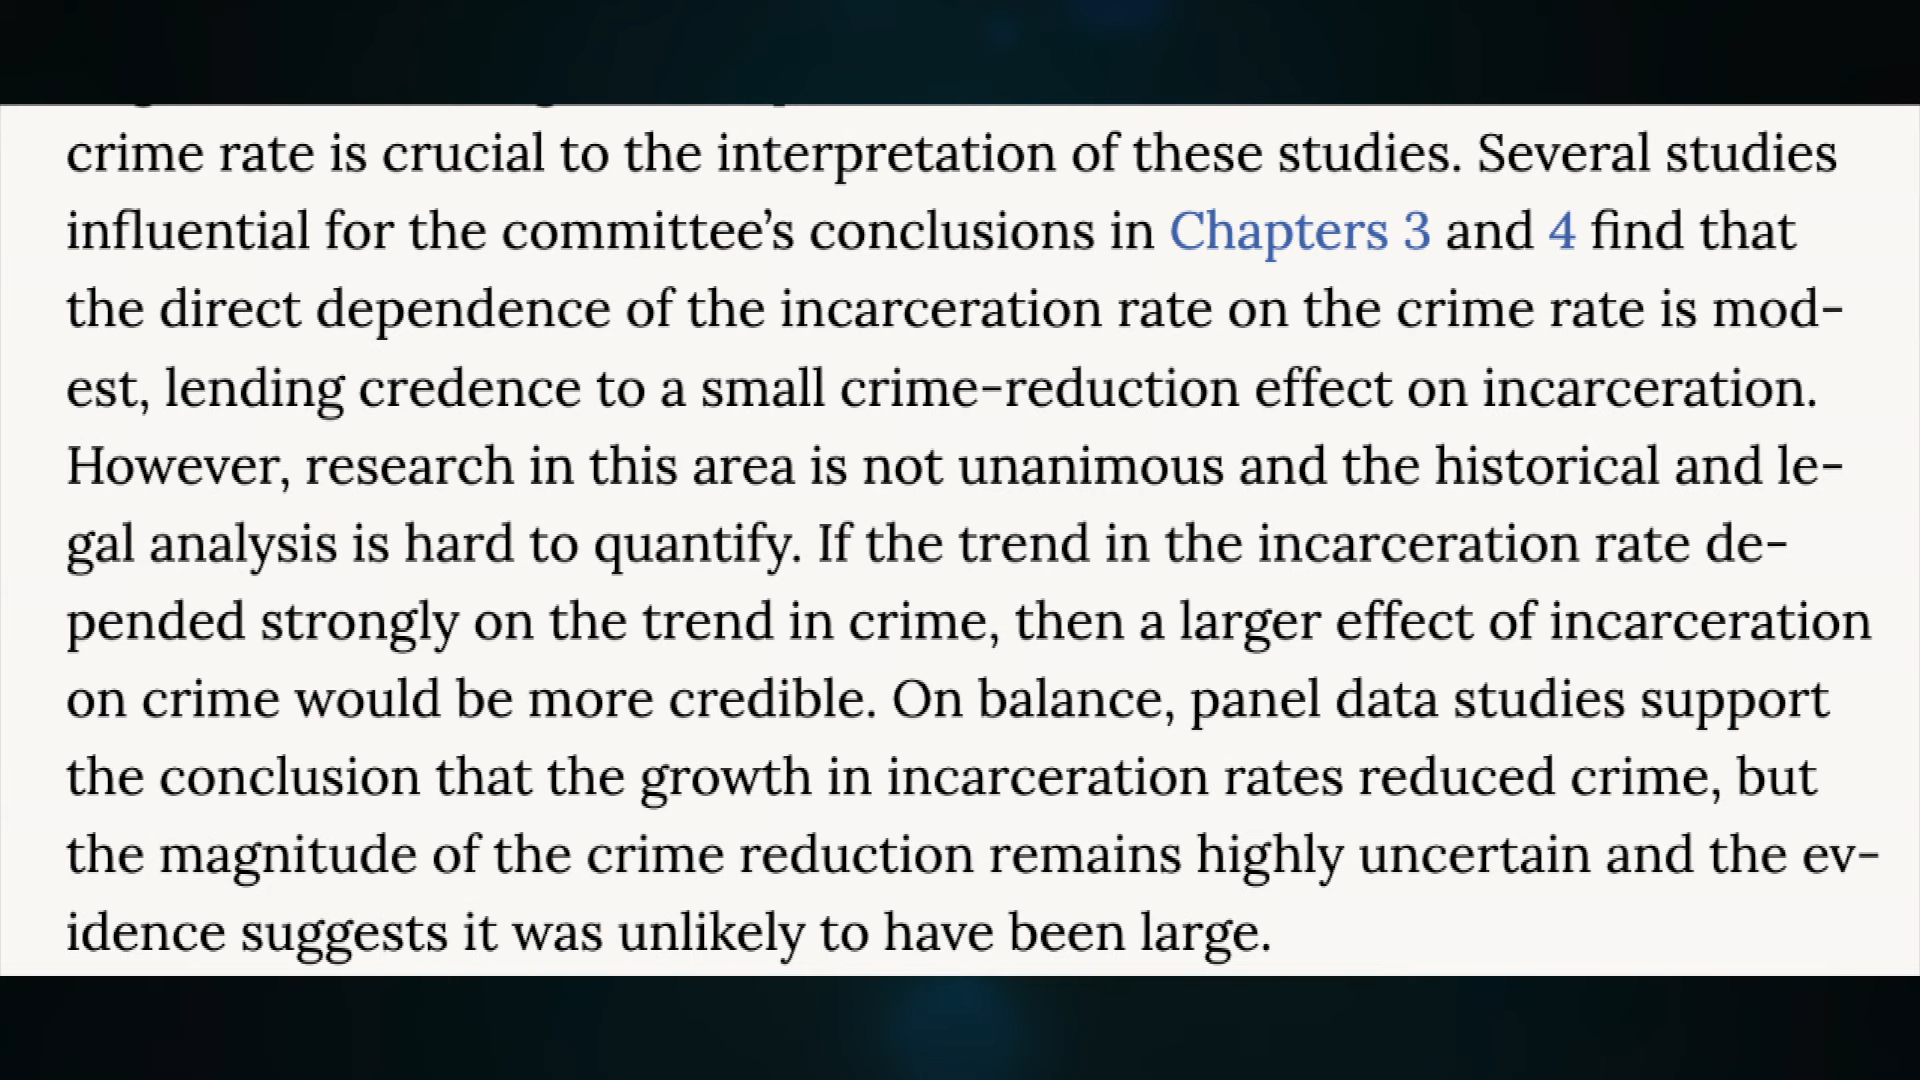 crime rate is crucial to the interpretation of these studies. Several studies
influential for the committee’s conclusions in Chapters 3 and 4 find that
the direct dependence of the incarceration rate on the crime rate is mod-
est, lending credence to a small crime-reduction effect on incarceration.
However, research in this area is not unanimous and the historical and le-
gal analysis is hard to quantify. If the trend in the incarceration rate de-
pended strongly on the trend in crime, then a larger effect of incarceration
on crime would be more credible. On balance, panel data studies support
the conclusion that the growth in incarceration rates reduced crime, but
the magnitude of the crime reduction remains highly uncertain and the ev-
idence suggests it was unlikely to have been large.